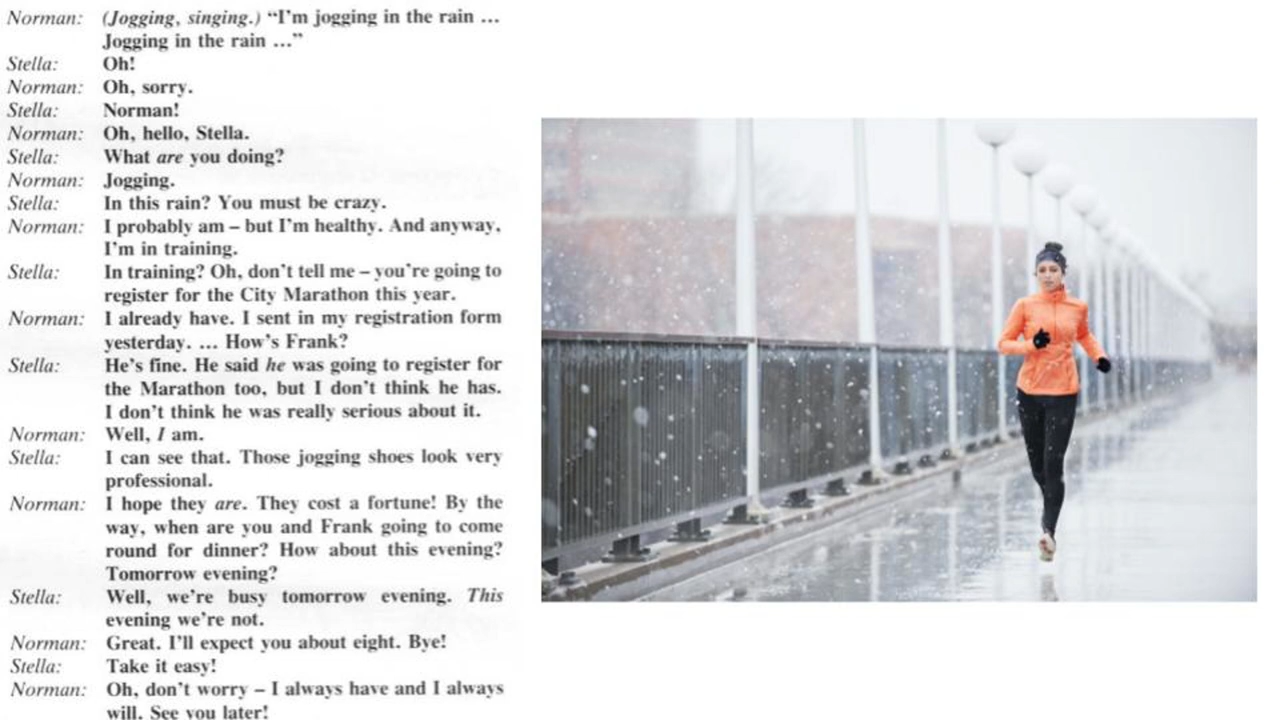 Norman: (Jogging, singing.) “I’m jogging in the rain ...
Jogging in the rain ...”
Stella: Oh!
Norman: Oh, sorry.
Stella: Norman!
Norman: Oh, hello, Stella.
Stella: What are you doing?
Norman: Jogging.
Stella: In this rain? You must be crazy.
Norman: I probably am – but I’m healthy. And anyway,
I’m in training.
Stella: In training? Oh, don’t tell me – you’re going to
register for the City Marathon this year.
Norman: I already have. I sent in my registration form
yesterday. ... How’s Frank?
Stella: He’s fine. He said he was going to register for
the Marathon too, but I don’t think he has.
I don’t think he was really serious about it.
Norman: Well, I am.
Stella: I can see that. Those jogging shoes look very
professional.
Norman: I hope they are. They cost a fortune! By the
way, when are you and Frank going to come
round for dinner? How about this evening?
Tomorrow evening?
Stella: Well, we’re busy tomorrow evening. This
evening we’re not.
Norman: Great. I’ll expect you about eight. Bye!
Stella: Take it easy!
Norman: Oh, don’t worry – I always have and I always
will. See you later!